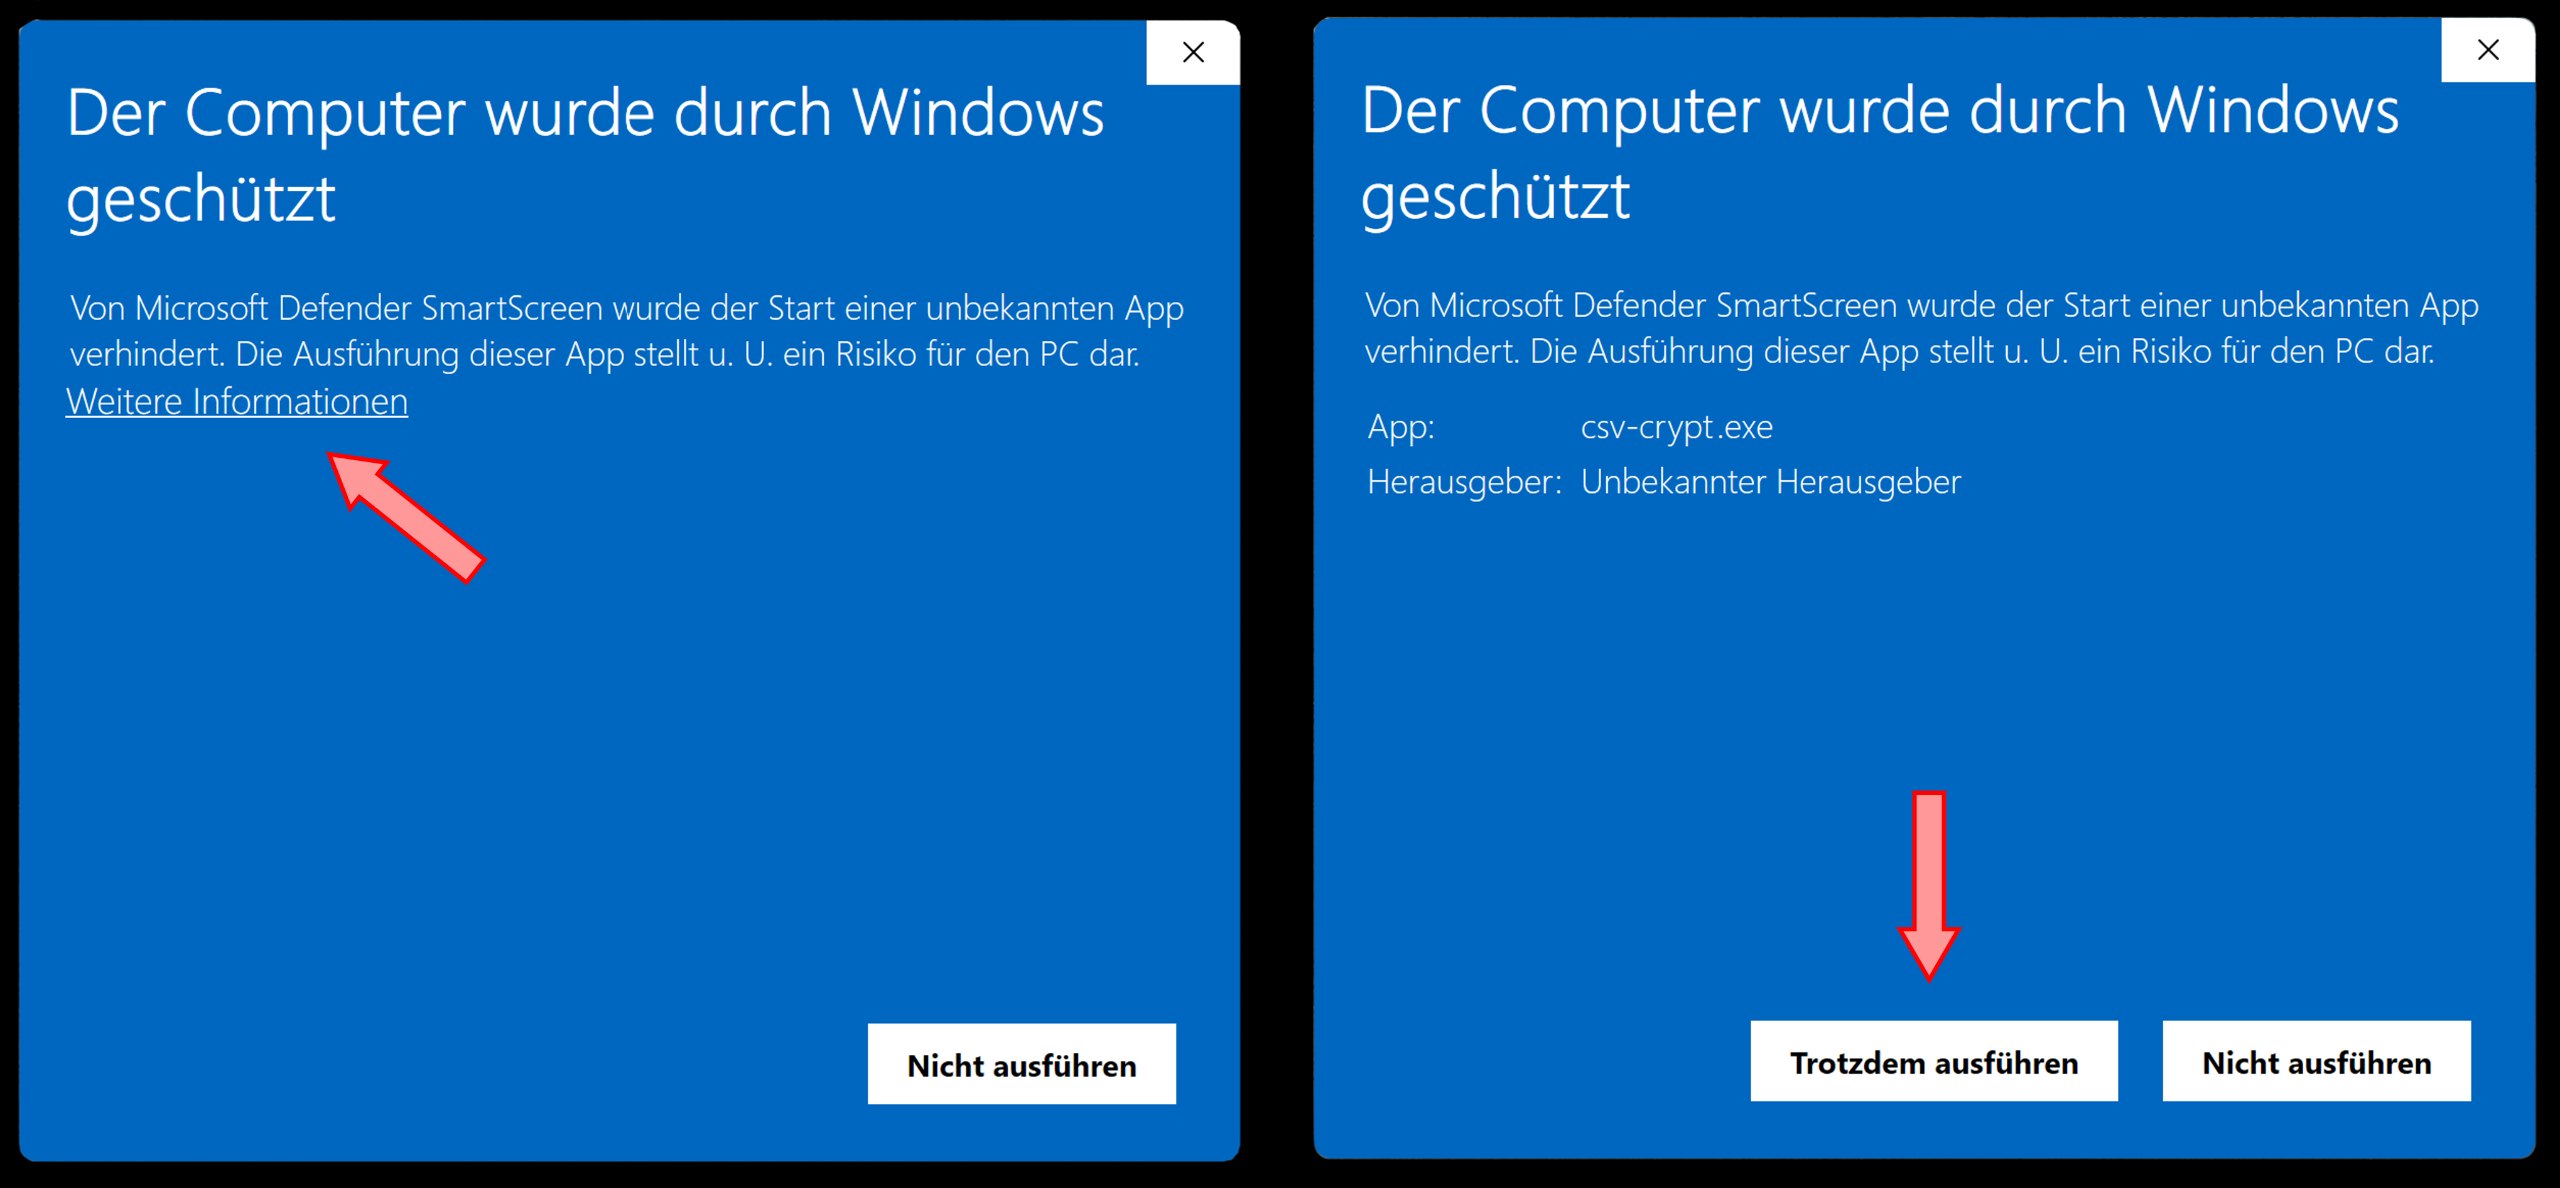 Der Computer wurde durch Windows
geschützt
Von Microsoft Defender SmartScreen wurde der Start einer unbekannten App
verhindert. Die Ausführung dieser App stellt u. U. ein Risiko für den PC dar.
Weitere Informationen
Nicht ausführen
Der Computer wurde durch Windows
geschützt
Von Microsoft Defender SmartScreen wurde der Start einer unbekannten App
verhindert. Die Ausführung dieser App stellt u. U. ein Risiko für den PC dar.
App: csv-crypt.exe
Herausgeber: Unbekannter Herausgeber
Trotzdem ausführen Nicht ausführen